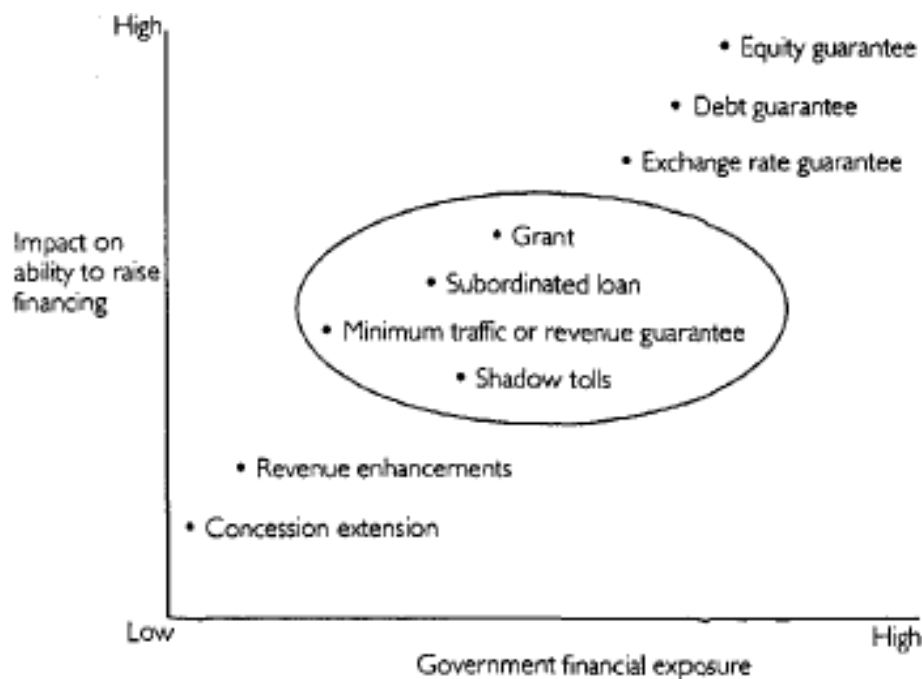 High
Equity guarantee
Debt guarantee
Exchange rate guarantee
Impact on
ability to raise
financing
Grant
Subordinated loan
Minimum traffic or revenue guarantee
Shadow tolls
Revenue enhancements
Concession extension
Low
High
Government financial exposure